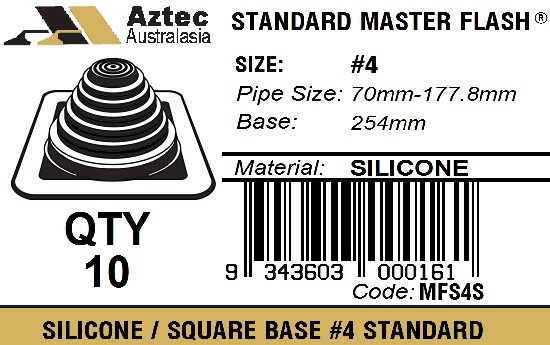 Aztec
Australasia
STANDARD MASTER FLASH®
SIZE: #4
Pipe Size: 70mm-177.8mm
Base: 254mm
Material: SILICONE
QTY
10
9 343603 000161
Code: MFS4S
SILICONE / SQUARE BASE #4 STANDARD